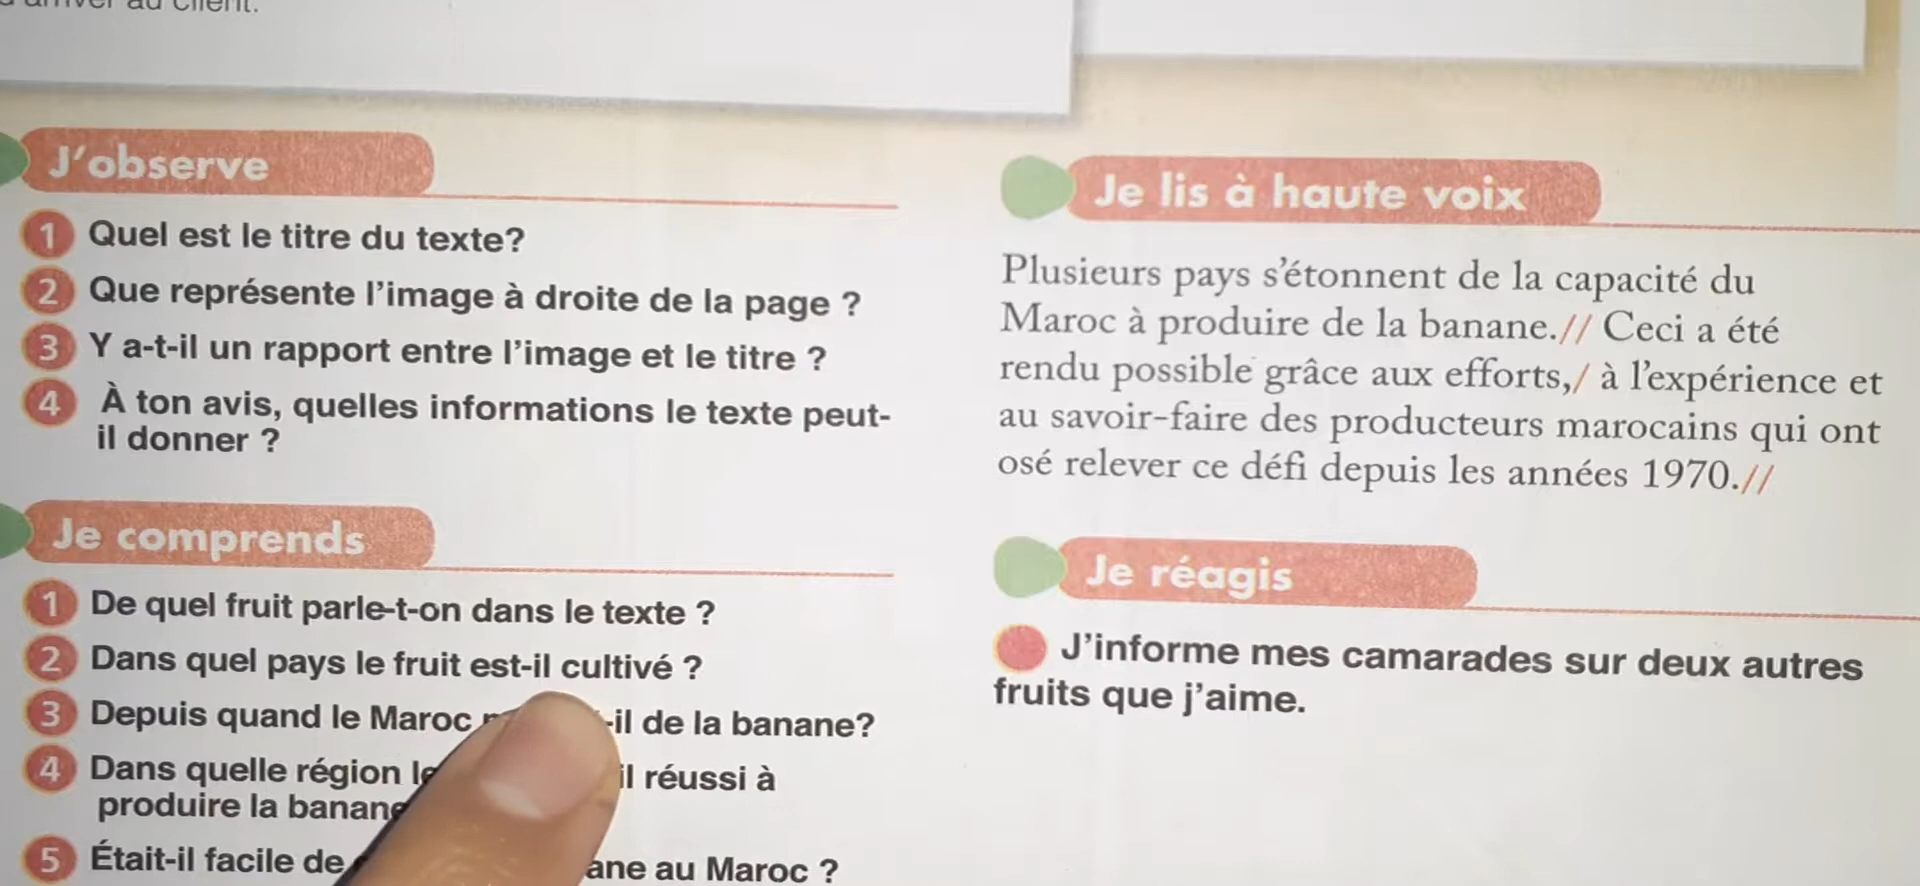 au client.
J'observe
1 Quel est le titre du texte?
2 Que représente l'image à droite de la page ?
3 Y a-t-il un rapport entre l'image et le titre ?
4 À ton avis, quelles informations le texte peut-
il donner ?
Je comprends
1 De quel fruit parle-t-on dans le texte ?
2 Dans quel pays le fruit est-il cultivé ?
3 Depuis quand le Maroc -il de la banane?
4 Dans quelle région il réussi à
produire la banane
5 Était-il facile de au Maroc ?
Je lis à haute voix
Plusieurs pays s'étonnent de la capacité du
Maroc à produire de la banane.// Ceci a été
rendu possible grâce aux efforts,/ à l'expérience et
au savoir-faire des producteurs marocains qui ont
osé relever ce défi depuis les années 1970.//
Je réagis
J'informe mes camarades sur deux autres
fruits que j'aime.